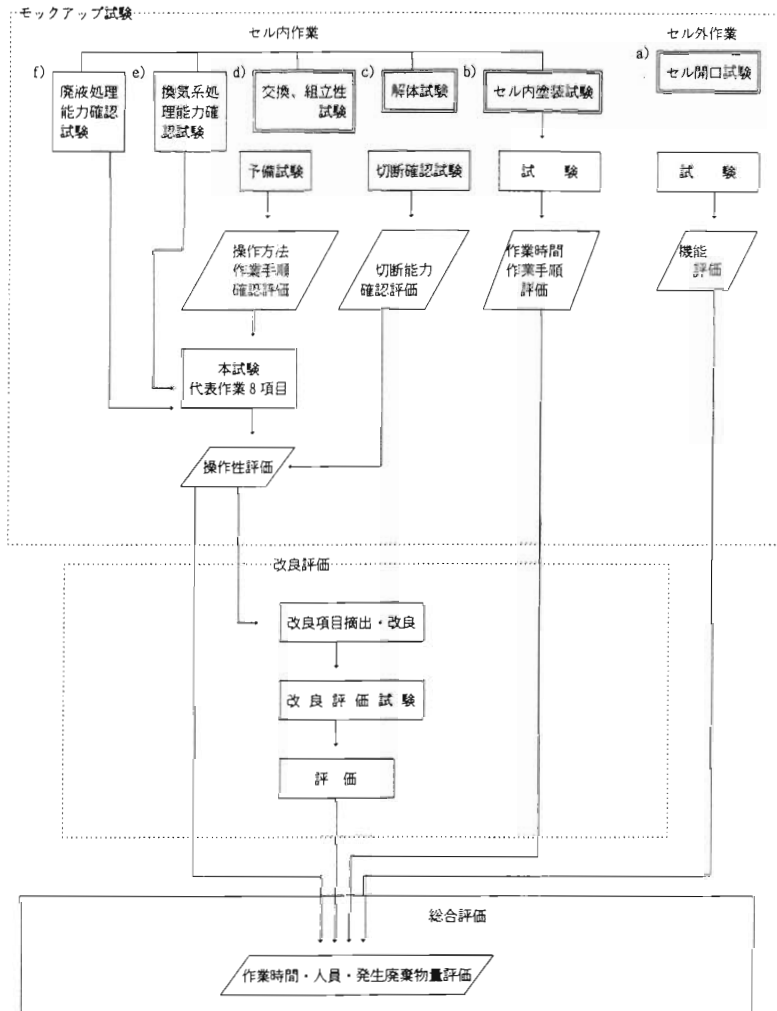 モックアップ試験
セル内作業
セル外作業
f)
廃液処理
能力確認
試験
e)
換気系処
理能力確
認試験
d)
交換、組立性
試験
c)
解体試験
b)
セル内塗装試験
a)
セル開口試験
予備試験
切断確認試験
試 験
試 験
操作方法
作業手順
確認評価
切断能力
確認評価
作業時間
作業手順
評価
機能
評価
本試験
代表作業8項目
操作性評価
改良評価
改良項目摘出・改良
改良評価試験
評 価
総合評価
作業時間・人員・発生廃棄物量評価